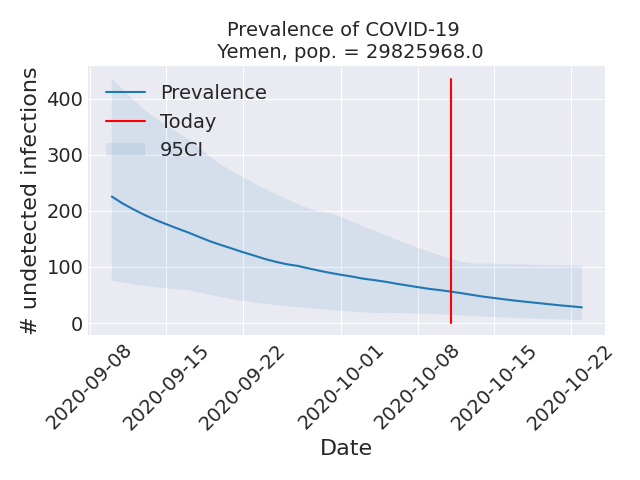 Prevalence of COVID-19
Yemen, pop. = 29825968.0
# undetected infections
400
300
200
100
0
Prevalence
Today
95CI
2020-09-08
2020-09-15
2020-09-22
2020-10-01
2020-10-08
2020-10-15
2020-10-22
Date